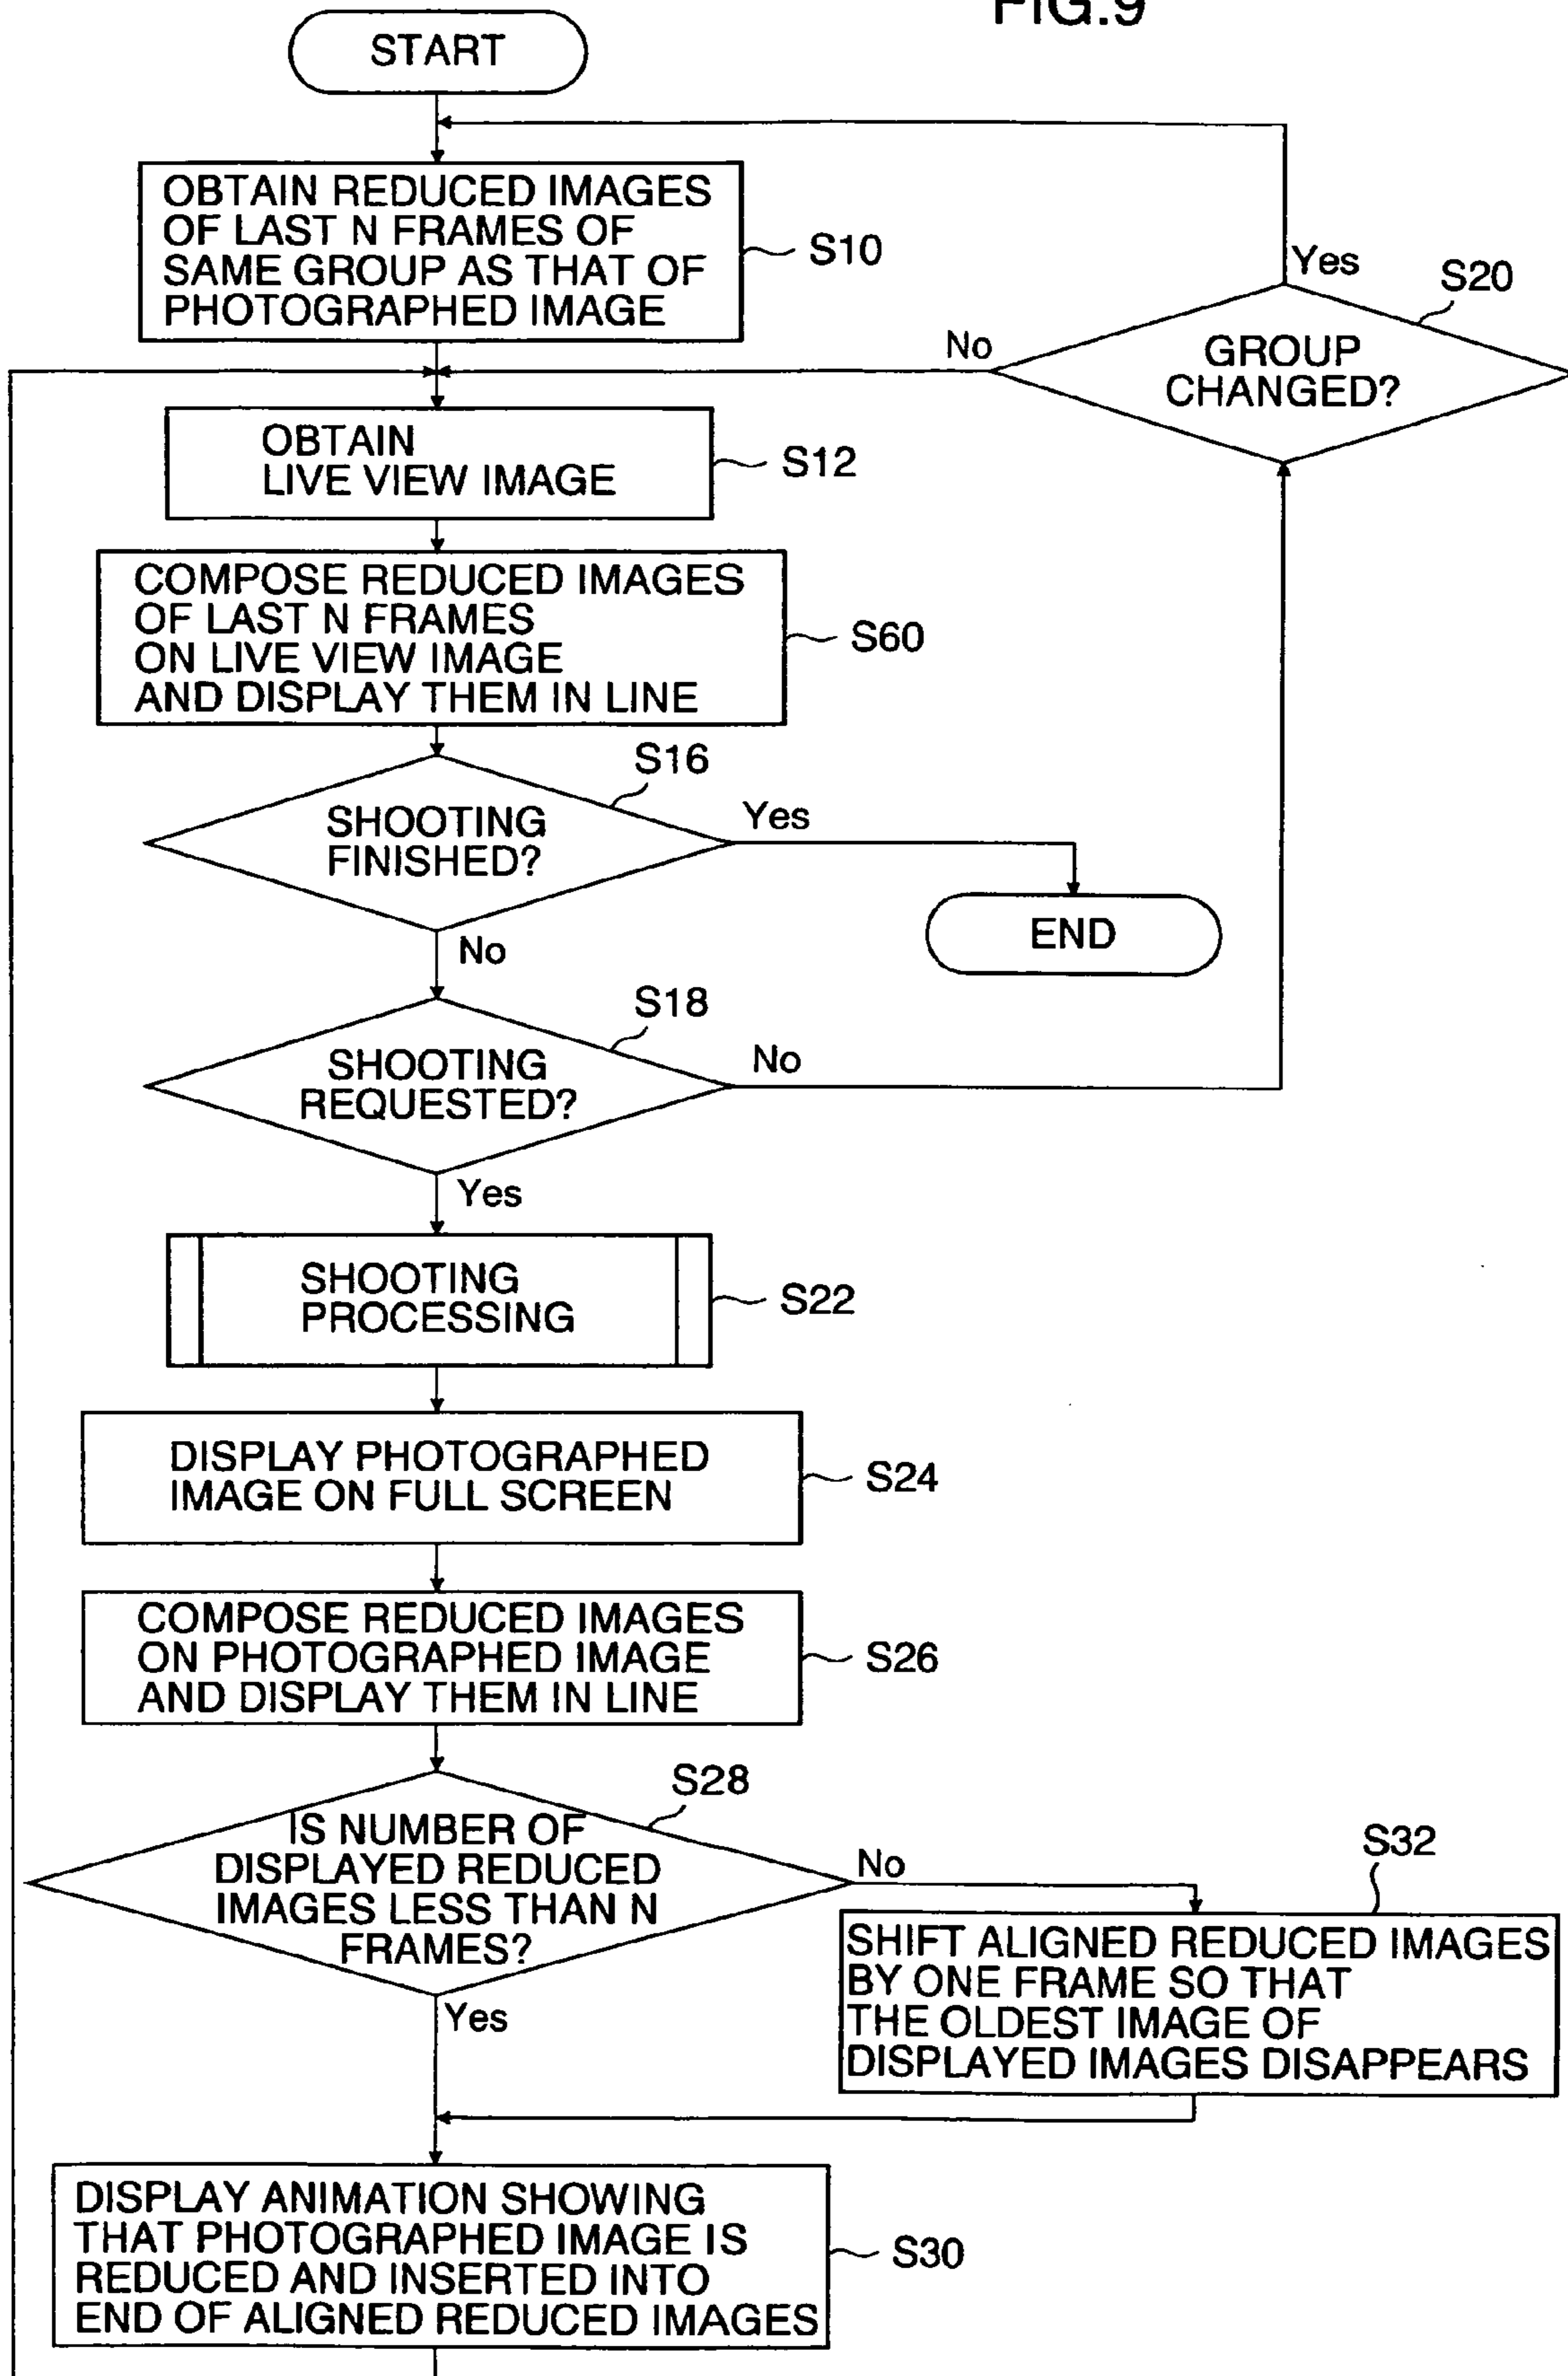 FIG.9
START
OBTAIN REDUCED IMAGES
OF LAST N FRAMES OF
SAME GROUP AS THAT OF
PHOTOGRAPHED IMAGE
S10
Yes
S20
No
GROUP
CHANGED?
OBTAIN
LIVE VIEW IMAGE
S12
COMPOSE REDUCED IMAGES
OF LAST N FRAMES
ON LIVE VIEW IMAGE
AND DISPLAY THEM IN LINE
S60
S16
SHOOTING
FINISHED?
Yes
END
No
S18
SHOOTING
REQUESTED?
No
Yes
SHOOTING
PROCESSING
S22
DISPLAY PHOTOGRAPHED
IMAGE ON FULL SCREEN
S24
COMPOSE REDUCED IMAGES
ON PHOTOGRAPHED IMAGE
AND DISPLAY THEM IN LINE
S26
S28
IS NUMBER OF
DISPLAYED REDUCED
IMAGES LESS THAN N
FRAMES?
No
S32
SHIFT ALIGNED REDUCED IMAGES
BY ONE FRAME SO THAT
THE OLDEST IMAGE OF
DISPLAYED IMAGES DISAPPEARS
Yes
DISPLAY ANIMATION SHOWING
THAT PHOTOGRAPHED IMAGE IS
REDUCED AND INSERTED INTO
END OF ALIGNED REDUCED IMAGES
S30